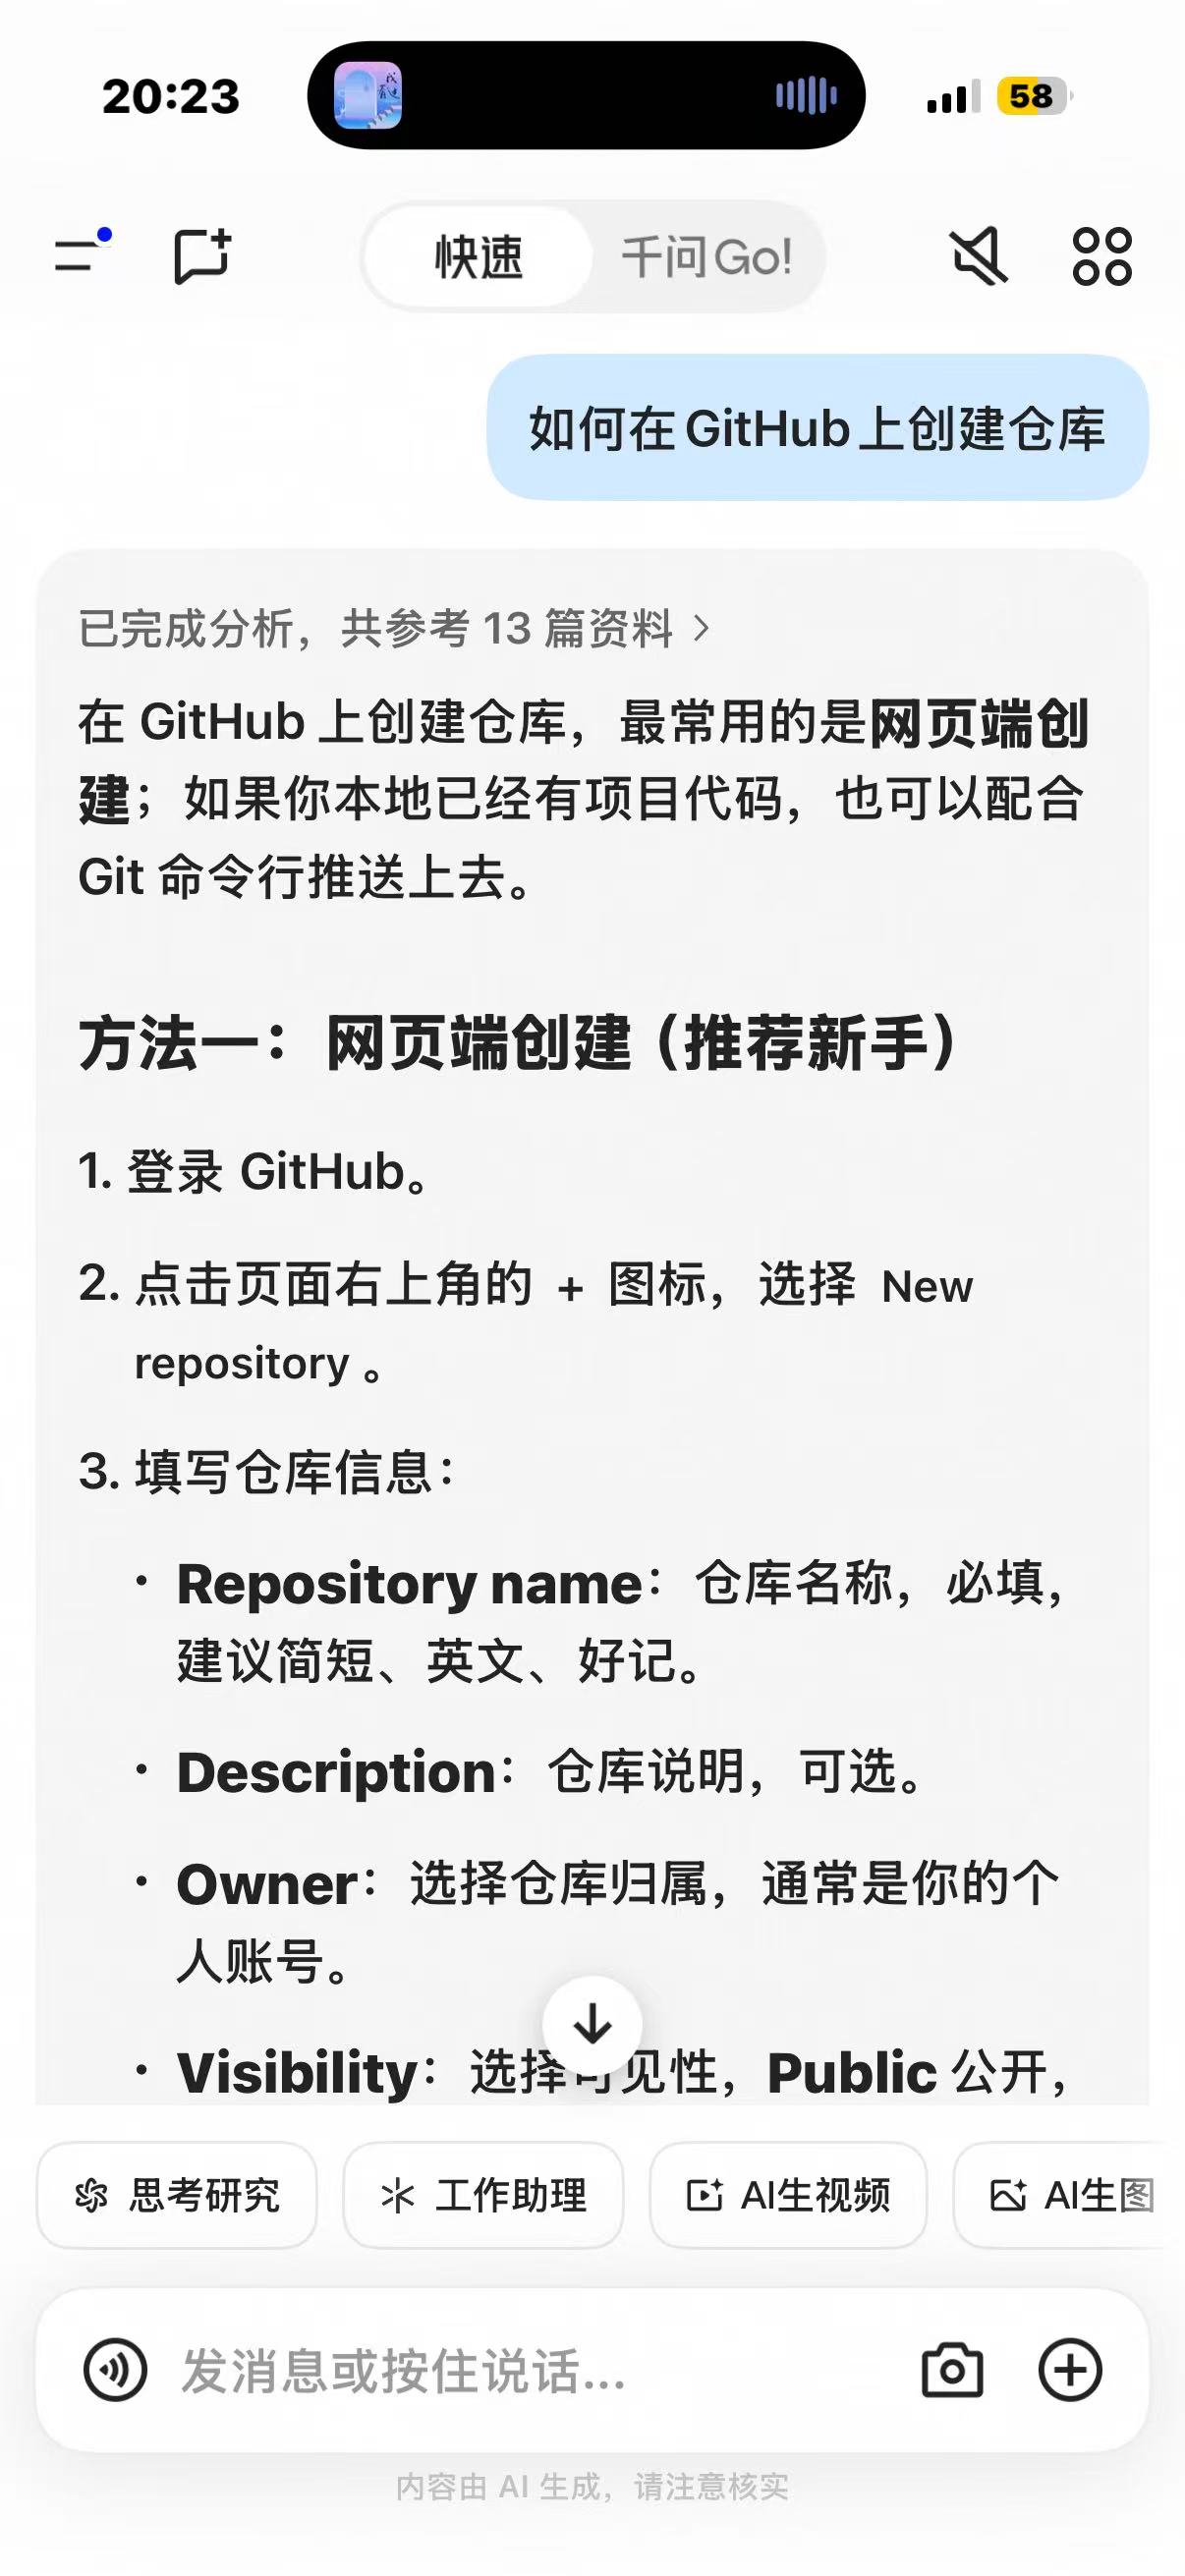 20:23
58
快速 千问Go!
如何在GitHub上创建仓库
已完成分析，共参考 13 篇资料 >
在 GitHub 上创建仓库，最常用的是网页端创
建；如果你本地已经有项目代码，也可以配合
Git 命令行推送上去。
方法一：网页端创建（推荐新手）
1. 登录 GitHub。
2. 点击页面右上角的 + 图标，选择 New
repository 。
3. 填写仓库信息：
• Repository name：仓库名称，必填，
建议简短、英文、好记。
• Description：仓库说明，可选。
• Owner：选择仓库归属，通常是你的个
人账号。
• Visibility：选择可见性，Public 公开，
思考研究 工作助理 AI生视频 AI生图
发消息或按住说话...
内容由 AI 生成，请注意核实